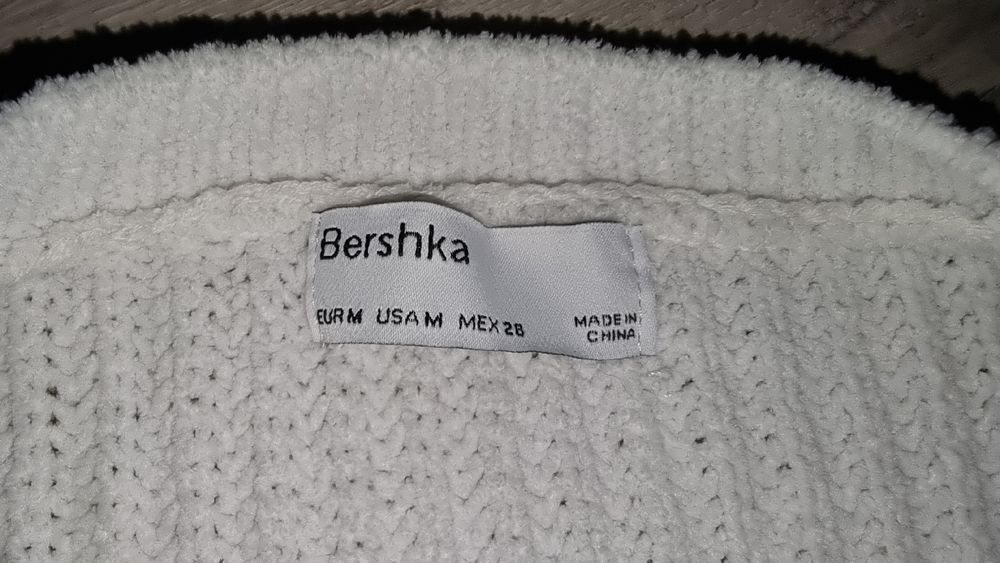 Bershka
EUR M USA M MEX 28
MADE IN
CHINA